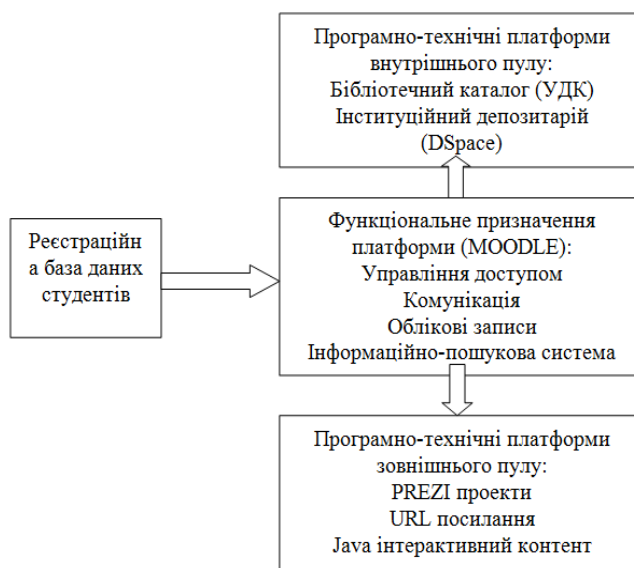 Програмно-технічні платформи
внутрішнього пулу:
Бібліотечний каталог (УДК)
Інституційний депозитарій
(DSpace)
Реєстраційн
а база даних
студентів
Функціональне призначення
платформи (MOODLE):
Управління доступом
Комунікація
Облікові записи
Інформаційно-пошукова система
Програмно-технічні платформи
зовнішнього пулу:
PREZI проекти
URL посилання
Java інтерактивний контент